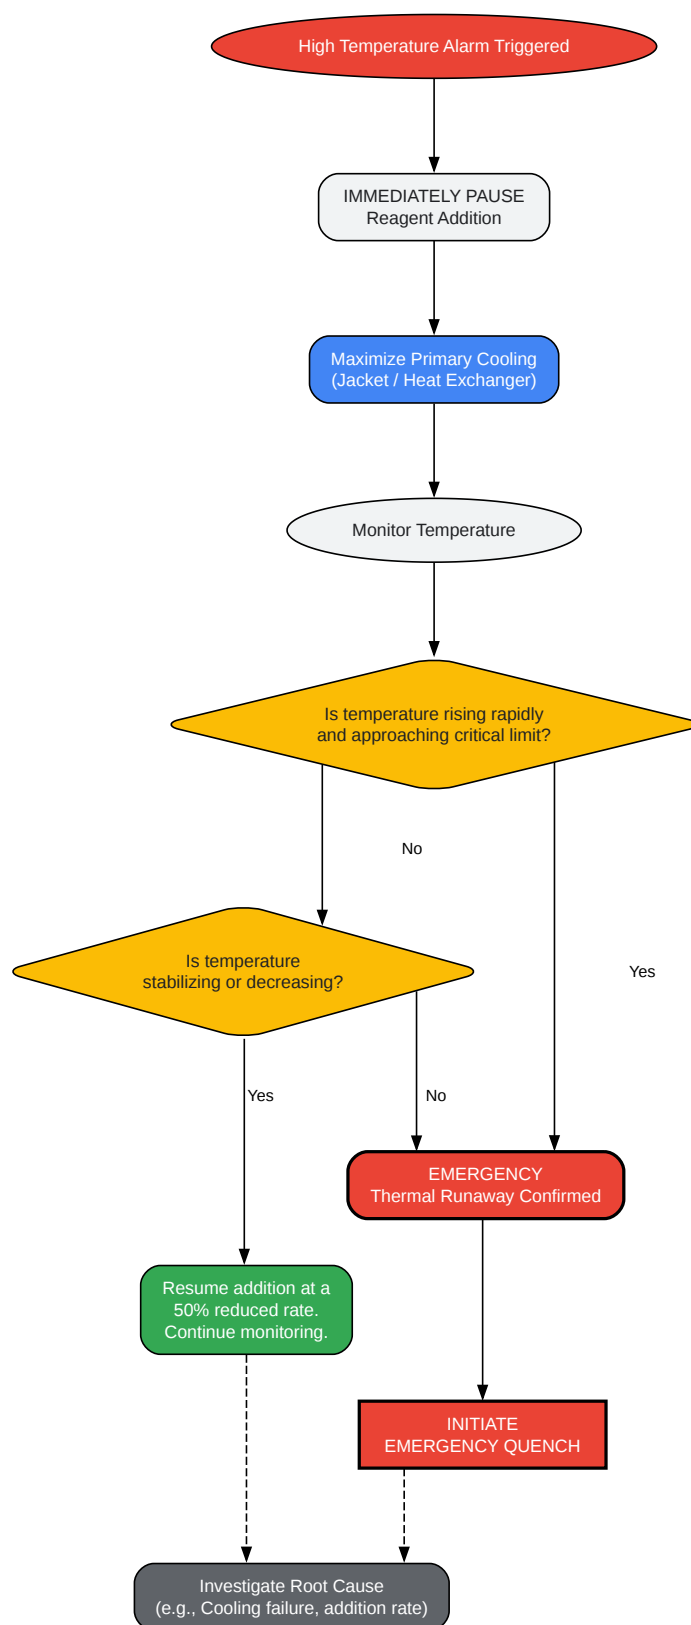 High Temperature Alarm Triggered
IMMEDIATELY PAUSE
Reagent Addition
Maximize Primary Cooling
(Jacket / Heat Exchanger)
Monitor Temperature
Is temperature rising rapidly
and approaching critical limit?
No
Is temperature
stabilizing or decreasing?
Yes
Yes
No
EMERGENCY
Thermal Runaway Confirmed
Resume addition at a
50% reduced rate.
Continue monitoring.
INITIATE
EMERGENCY QUENCH
Investigate Root Cause
(e.g., Cooling failure, addition rate)